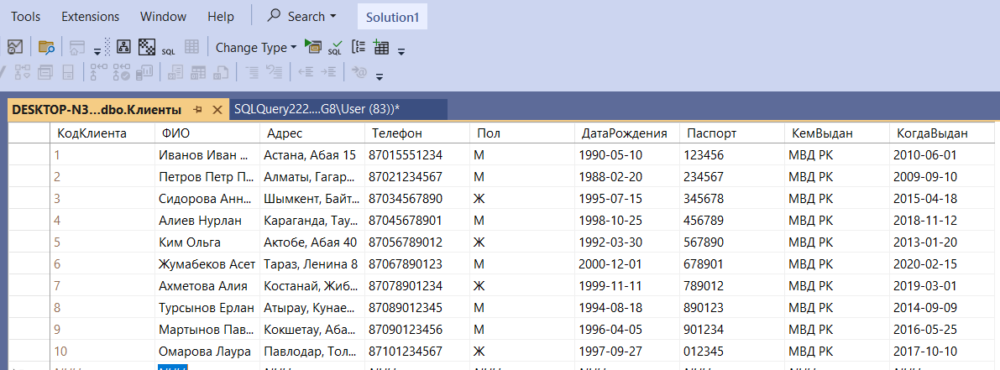 Tools Extensions Window Help Search Solution1
SQL Change Type SQL
DESKTOP-N3...dbo.Клиенты SQLQuery222....G8\User (83))*
КодКлиента ФИО Адрес Телефон Пол ДатаРождения Паспорт КемВыдан КогдаВыдан
1 Иванов Иван ... Астана, Абая 15 87015551234 М 1990-05-10 123456 МВД РК 2010-06-01
2 Петров Петр П... Алматы, Гагар... 87021234567 М 1988-02-20 234567 МВД РК 2009-09-10
3 Сидорова Анн... Шымкент, Байт... 87034567890 Ж 1995-07-15 345678 МВД РК 2015-04-18
4 Алиев Нурлан Караганда, Тау... 87045678901 М 1998-10-25 456789 МВД РК 2018-11-12
5 Ким Ольга Актобе, Абая 40 87056789012 Ж 1992-03-30 567890 МВД РК 2013-01-20
6 Жумабеков Асет Тараз, Ленина 8 87067890123 М 2000-12-01 678901 МВД РК 2020-02-15
7 Ахметова Алия Костанай, Жиб... 87078901234 Ж 1999-11-11 789012 МВД РК 2019-03-01
8 Турсынов Ерлан Атырау, Кунае... 87089012345 М 1994-08-18 890123 МВД РК 2014-09-09
9 Мартынов Пав... Кокшетау, Аба... 87090123456 М 1996-04-05 901234 МВД РК 2016-05-25
10 Омарова Лаура Павлодар, Тол... 87101234567 Ж 1997-09-27 012345 МВД РК 2017-10-10